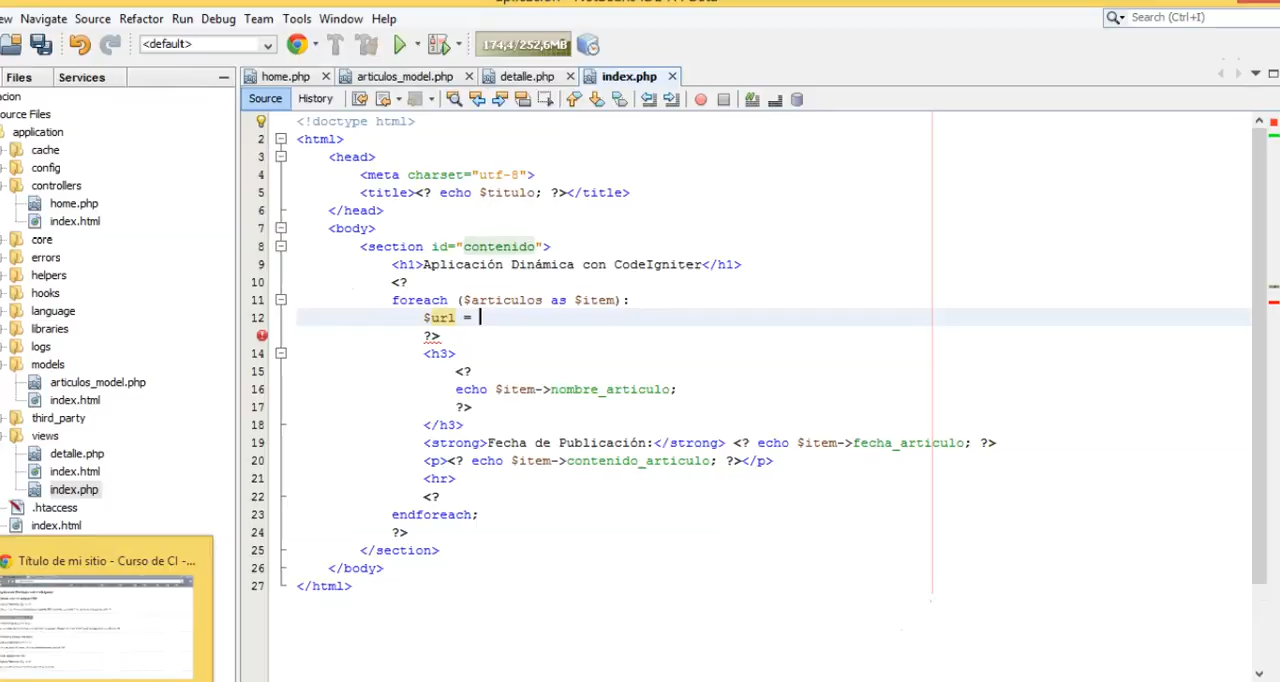 ew Navigate Source Refactor Run Debug Team Tools Window Help
Search (Ctrl+I)
<default>
174,4/252,6MB
Files Services
home.php articulos_model.php detalle.php index.php
Source History
cion
ource Files
application
cache
config
controllers
home.php
index.html
core
errors
helpers
hooks
language
libraries
logs
models
articulos_model.php
index.html
third_party
views
detalle.php
index.html
index.php
.htaccess
index.html
Título de mi sitio - Curso de CI -...
<!doctype html>
2 <html>
3 <head>
4 <meta charset="utf-8">
5 <title><? echo $titulo; ?></title>
6 </head>
7 <body>
8 <section id="contenido">
9 <h1>Aplicación Dinámica con CodeIgniter</h1>
10 <?
11 foreach ($articulos as $item):
12 $url =
?>
14 <h3>
15 <?
16 echo $item->nombre_articulo;
17 ?>
18 </h3>
19 <strong>Fecha de Publicación:</strong> <? echo $item->fecha_articulo; ?>
20 <p><? echo $item->contenido_articulo; ?></p>
21 <hr>
22 <?
23 endforeach;
24 ?>
25 </section>
26 </body>
27 </html>